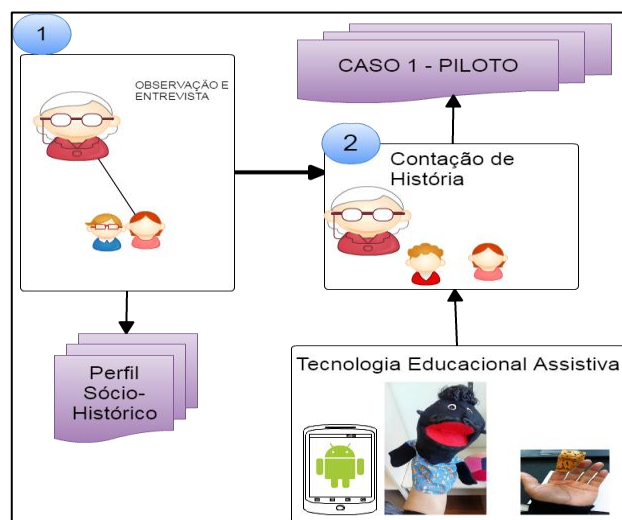 1
OBSERVAÇÃO E
ENTREVISTA
CASO 1 - PILOTO
2
Contação de
História
Perfil
Sócio-
Histórico
Tecnologia Educacional Assistiva